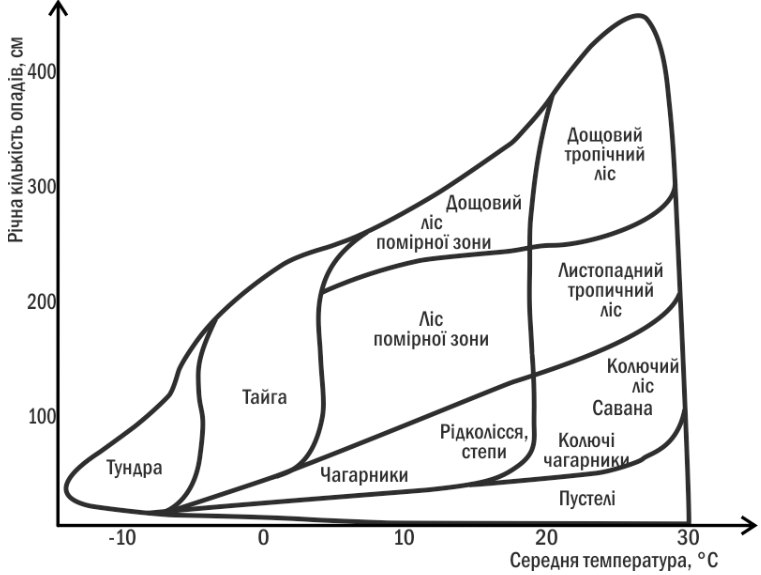 Річна кількість опадів, см
400
300
200
100
Дощовий
тропічний
ліс
Дощовий
ліс
помірної зони
Листопадний
тропичний
ліс
Ліс
помірної зони
Колючий
ліс
Савана
Тайга
Рідколісся,
степи
Колючі
чагарники
Тундра
Чагарники
Пустелі
-10
0
10
20
30
Середня температура, °C